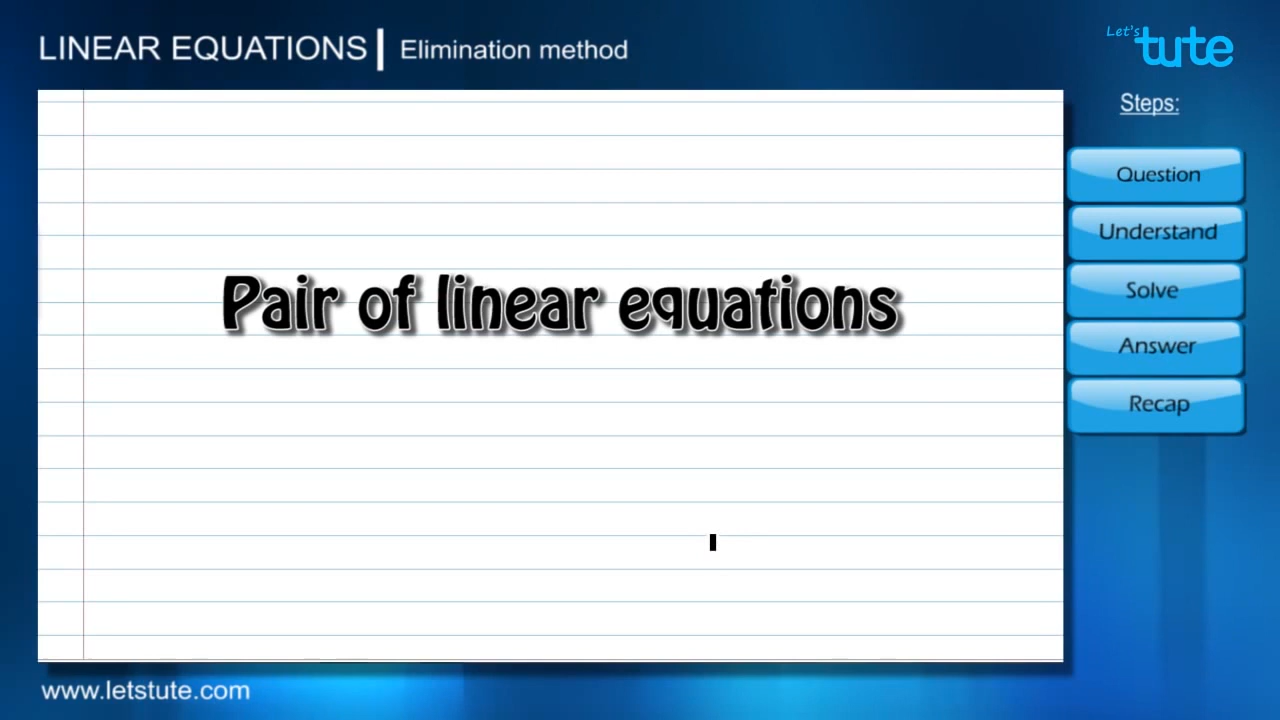 LINEAR EQUATIONS | Elimination method
Let's tute
Steps:
Question
Understand
Solve
Answer
Recap
Pair of linear equations
www.letstute.com